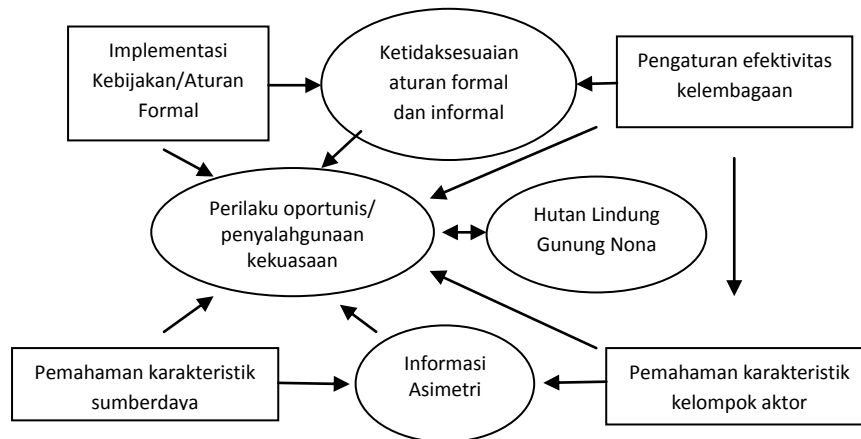 Implementasi
Kebijakan/Aturan
Formal
Ketidaksesuaian
aturan formal
dan informal
Pengaturan efektivitas
kelembagaan
Perilaku oportunis/
penyalahgunaan
kekuasaan
Hutan Lindung
Gunung Nona
Pemahaman karakteristik
sumberdaya
Informasi
Asimetri
Pemahaman karakteristik
kelompok aktor